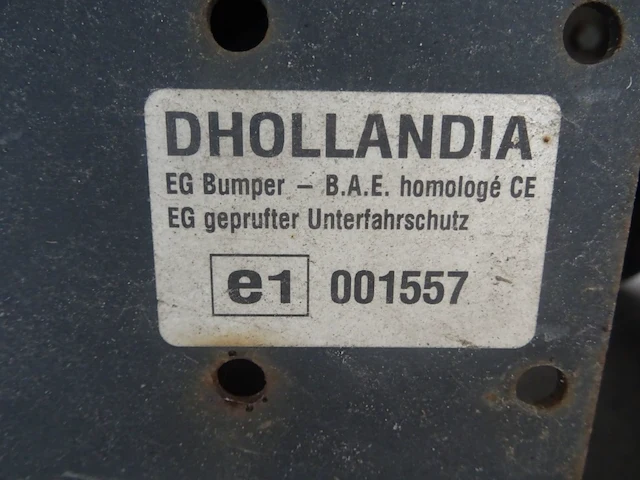 DHOLLANDIA
EG Bumper – B.A.E. homologé CE
EG geprufter Unterfahrschutz
e1 001557